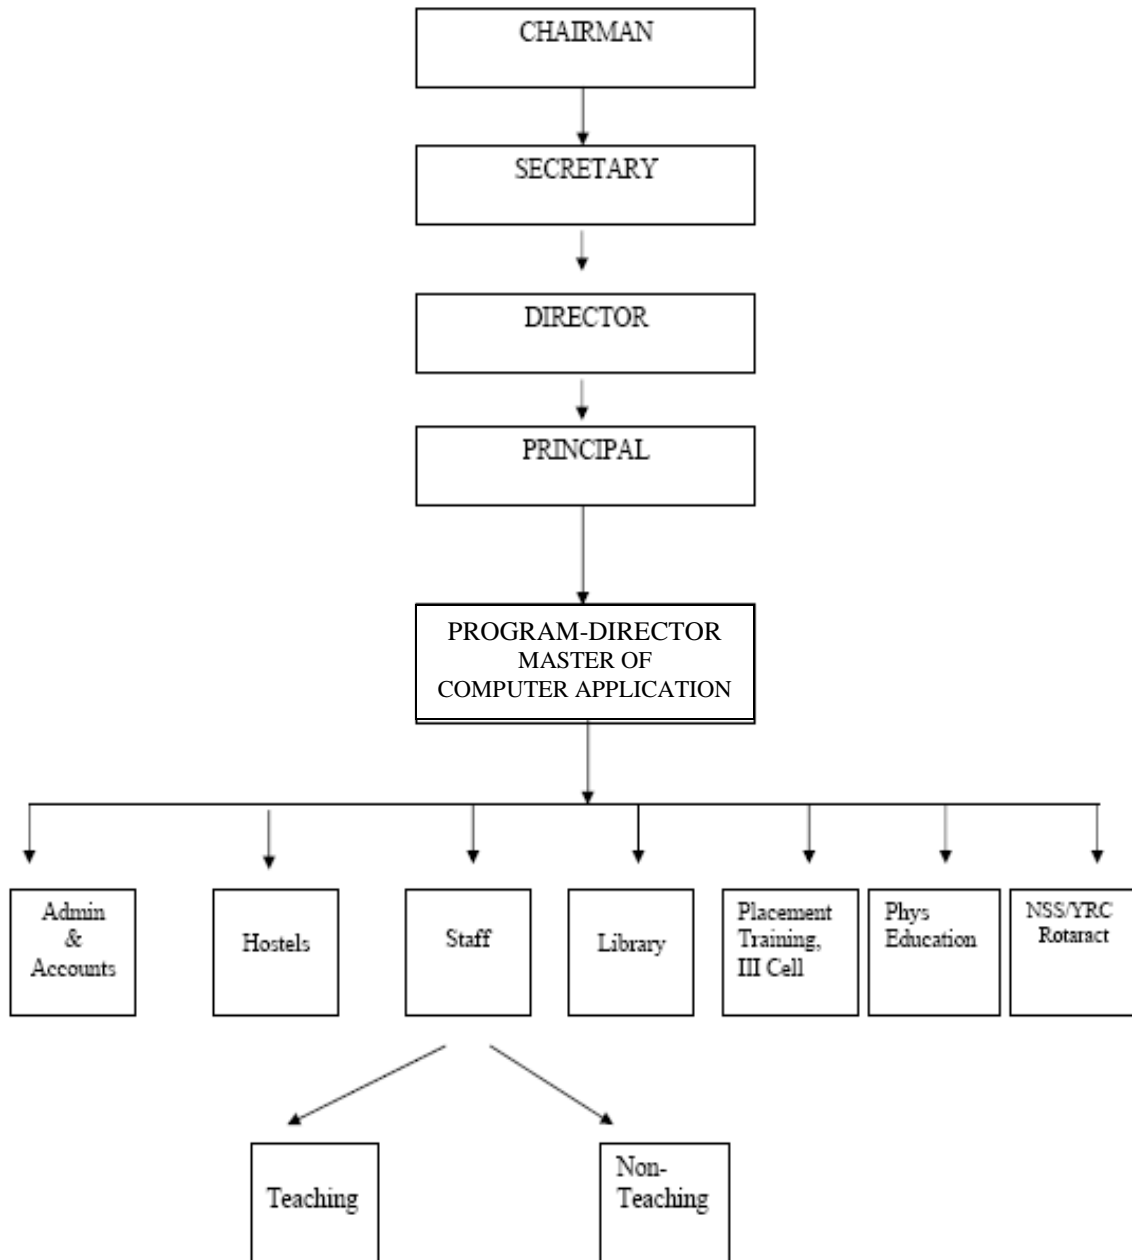 CHAIRMAN
SECRETARY
DIRECTOR
PRINCIPAL
PROGRAM-DIRECTOR
MASTER OF
COMPUTER APPLICATION
Admin
&
Accounts
Hostels
Staff
Library
Placement
Training,
III Cell
Phys
Education
NSS/YRC
Rotaract
Teaching
Non-
Teaching